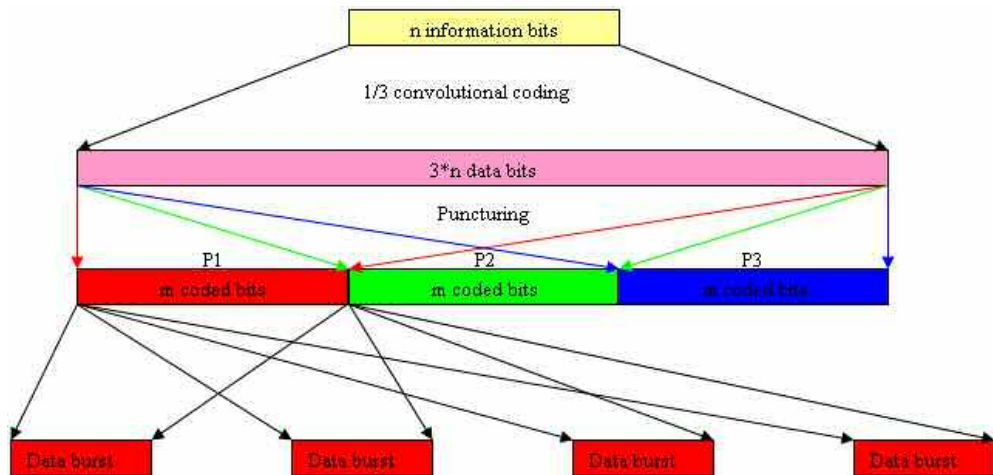 n information bits
1/3 convolutional coding
3*n data bits
Puncturing
P1 P2 P3
m coded bits m coded bits m coded bits
Data burst Data burst Data burst Data burst